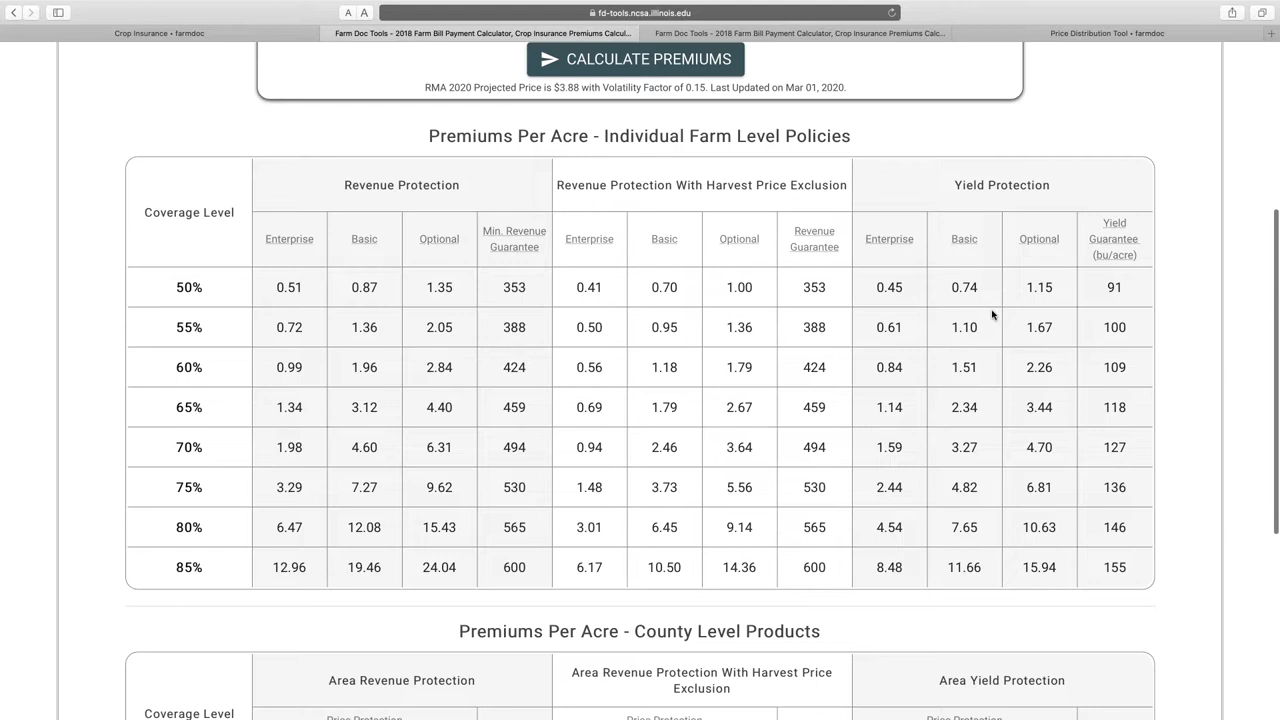 A A
fd-tools.ncsa.illinois.edu
Crop Insurance • farmdoc
Farm Doc Tools - 2018 Farm Bill Payment Calculator, Crop Insurance Premiums Calcul...
Farm Doc Tools - 2018 Farm Bill Payment Calculator, Crop Insurance Premiums Calc...
Price Distribution Tool • farmdoc
CALCULATE PREMIUMS
RMA 2020 Projected Price is $3.88 with Volatility Factor of 0.15. Last Updated on Mar 01, 2020.
Premiums Per Acre - Individual Farm Level Policies
Coverage Level
Revenue Protection
Revenue Protection With Harvest Price Exclusion
Yield Protection
Enterprise Basic Optional Min. Revenue
Guarantee
Enterprise Basic Optional Revenue
Guarantee
Enterprise Basic Optional Yield
Guarantee
(bu/acre)
50% 0.51 0.87 1.35 353 0.41 0.70 1.00 353 0.45 0.74 1.15 91
55% 0.72 1.36 2.05 388 0.50 0.95 1.36 388 0.61 1.10 1.67 100
60% 0.99 1.96 2.84 424 0.56 1.18 1.79 424 0.84 1.51 2.26 109
65% 1.34 3.12 4.40 459 0.69 1.79 2.67 459 1.14 2.34 3.44 118
70% 1.98 4.60 6.31 494 0.94 2.46 3.64 494 1.59 3.27 4.70 127
75% 3.29 7.27 9.62 530 1.48 3.73 5.56 530 2.44 4.82 6.81 136
80% 6.47 12.08 15.43 565 3.01 6.45 9.14 565 4.54 7.65 10.63 146
85% 12.96 19.46 24.04 600 6.17 10.50 14.36 600 8.48 11.66 15.94 155
Premiums Per Acre - County Level Products
Coverage Level
Area Revenue Protection
Area Revenue Protection With Harvest Price
Exclusion
Area Yield Protection
Price Protection
Price Protection
Price Protection